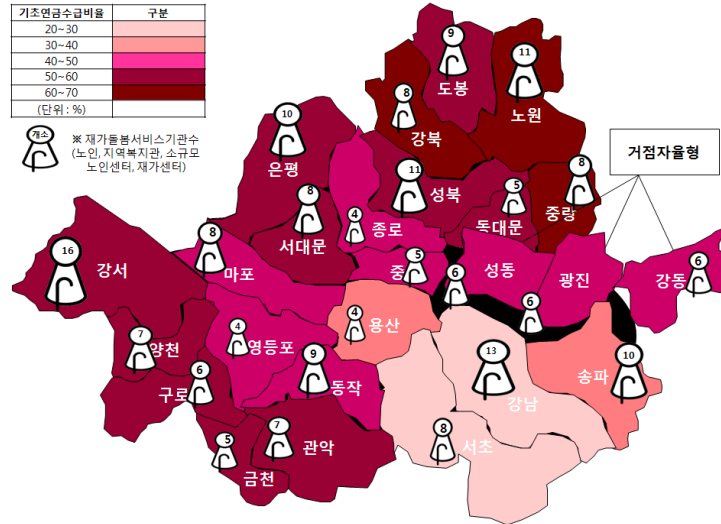 기초연금수급비율 구분
20~30
30~40
40~50
50~60
60~70
(단위 : %)
개소
※ 재가돌봄서비스기관수
(노인, 지역복지관, 소규모
노인센터, 재가센터)
거점자율형
9
도봉
11
노원
8
강북
10
은평
11
성북
8
중랑
5
동대문
8
서대문
4
종로
16
강서
8
마포
5
중
6
성동
광진
6
6
강동
7
양천
4
영등포
4
용산
6
구로
9
동작
13
강남
10
송파
5
금천
7
관악
8
서초